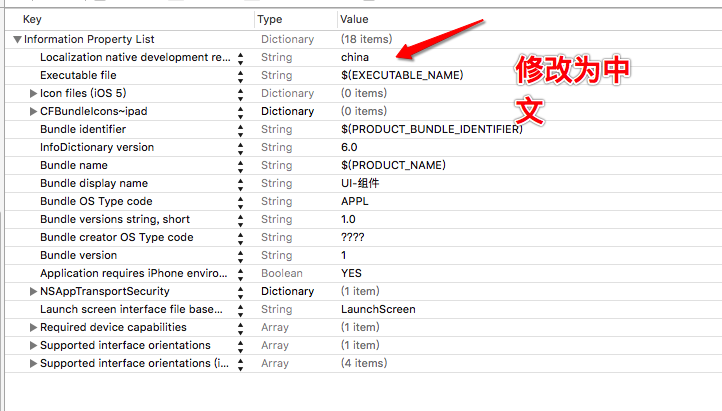 Key Type Value
Information Property List Dictionary (18 items)
Localization native development re... String china
Executable file String $(EXECUTABLE_NAME)
Icon files (iOS 5) Dictionary (0 items)
CFBundleIcons~ipad Dictionary (0 items)
Bundle identifier String $(PRODUCT_BUNDLE_IDENTIFIER)
InfoDictionary version String 6.0
Bundle name String $(PRODUCT_NAME)
Bundle display name String UI-组件
Bundle OS Type code String APPL
Bundle versions string, short String 1.0
Bundle creator OS Type code String ????
Bundle version String 1
Application requires iPhone enviro... Boolean YES
NSAppTransportSecurity Dictionary (1 item)
Launch screen interface file base... String LaunchScreen
Required device capabilities Array (1 item)
Supported interface orientations Array (1 item)
Supported interface orientations (i... Array (4 items)
修改为中
文